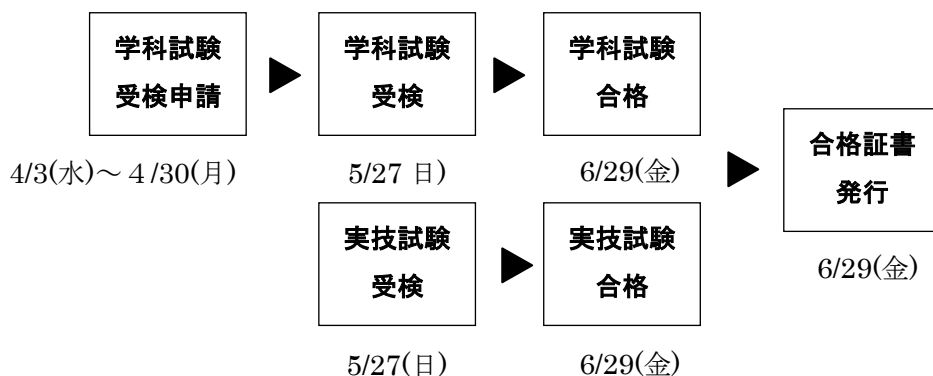 学科試験
受検申請
4/3(水)～４/30(月)
学科試験
受検
5/27 日)
学科試験
合格
6/29(金)
実技試験
受検
5/27(日)
実技試験
合格
6/29(金)
合格証書
発行
6/29(金)